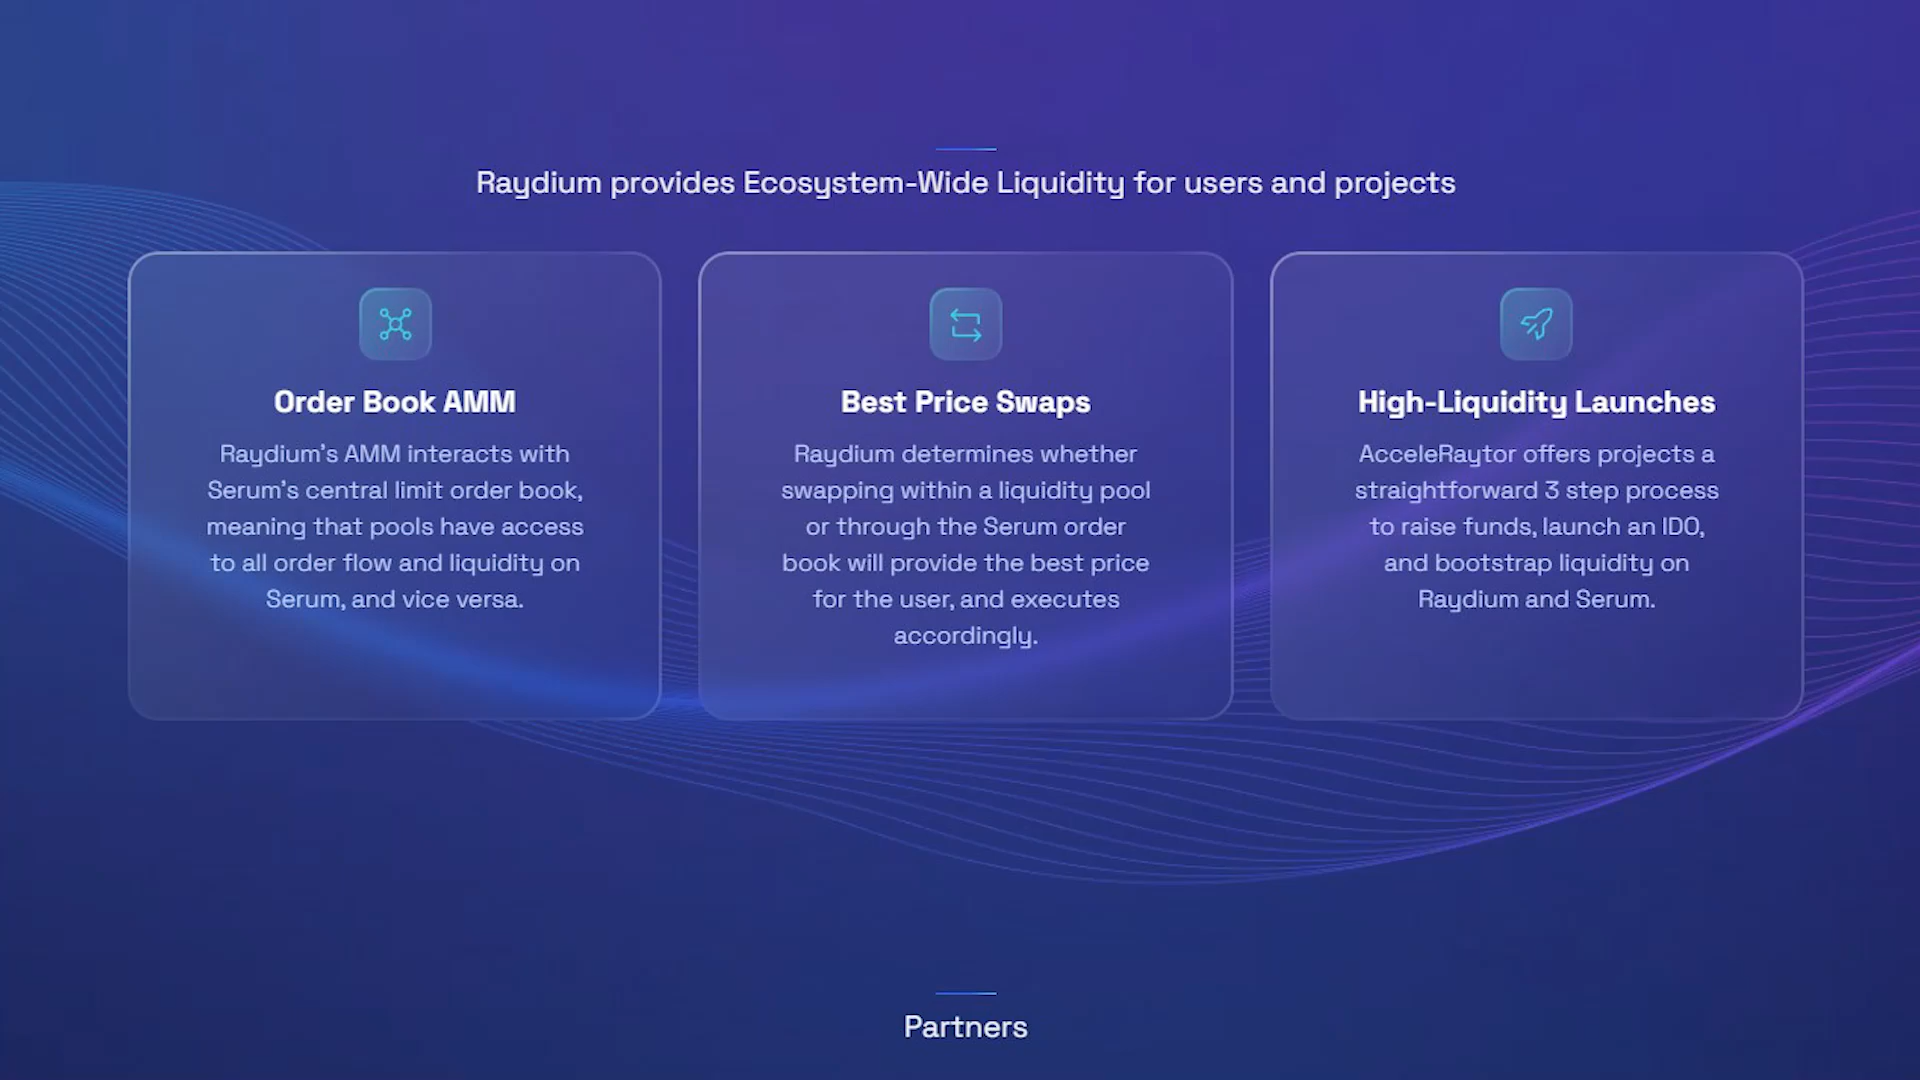 Raydium provides Ecosystem-Wide Liquidity for users and projects
Order Book AMM
Raydium's AMM interacts with
Serum's central limit order book,
meaning that pools have access
to all order flow and liquidity on
Serum, and vice versa.
Best Price Swaps
Raydium determines whether
swapping within a liquidity pool
or through the Serum order
book will provide the best price
for the user, and executes
accordingly.
High-Liquidity Launches
AcceleRaytor offers projects a
straightforward 3 step process
to raise funds, launch an IDO,
and bootstrap liquidity on
Raydium and Serum.
Partners